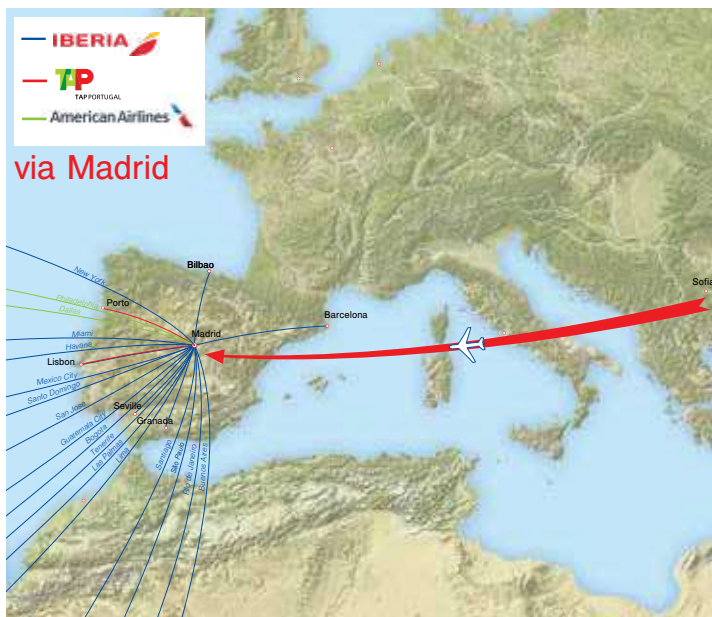 IBERIA
TAP
TAP PORTUGAL
American Airlines
via Madrid
Bilbao
New York
Sofia
Philadelphia
Porto
Dallas
Barcelona
Miami
Madrid
Havana
Lisbon
Mexico City
Santo Domingo
San Jose
Seville
Guatemala City
Granada
Bogota
Tenerife
Las Palmas
Lima
Santiago
São Paulo
Rio de Janeiro
Buenos Aires